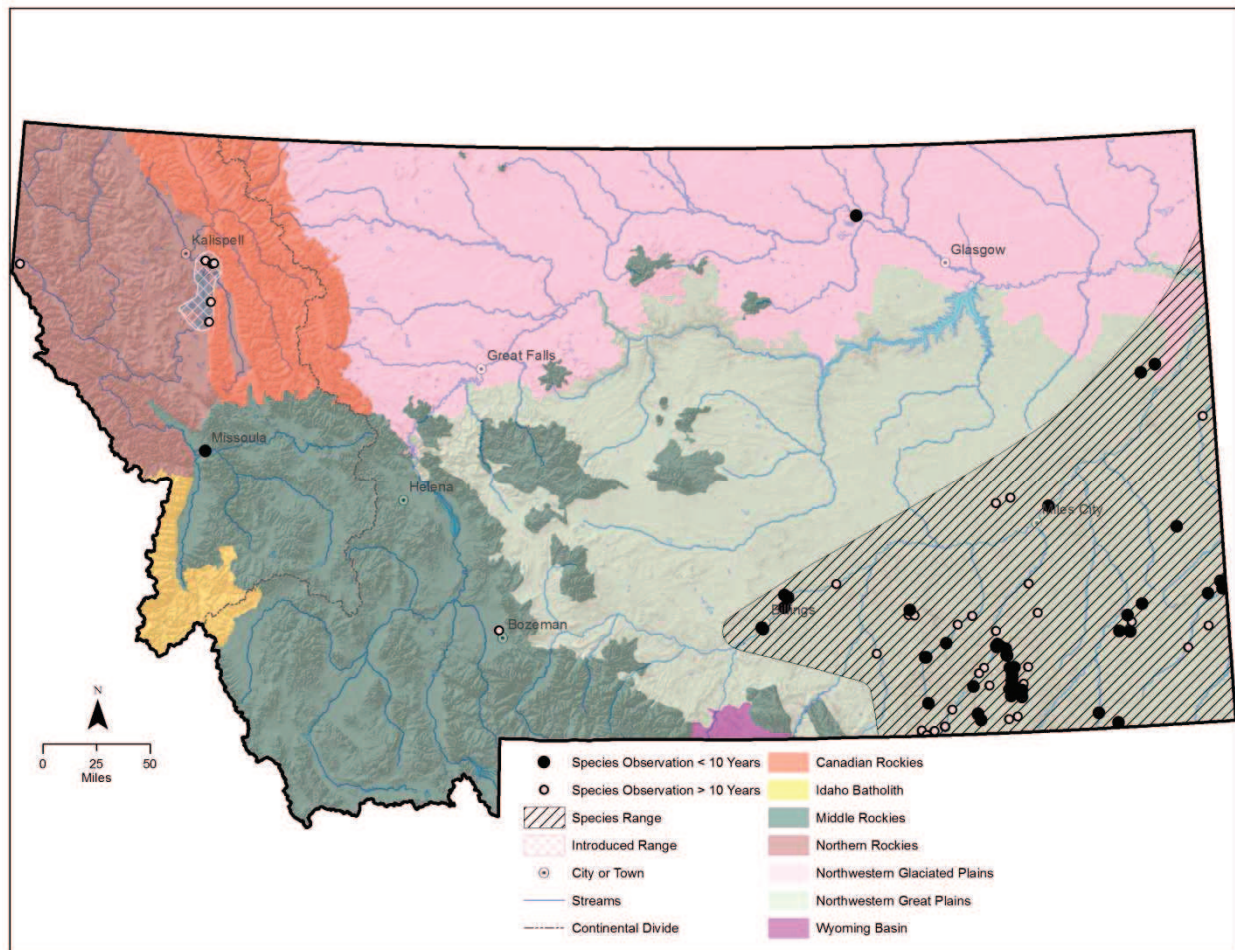 Kalispell
Glasgow
Great Falls
Missoula
Helena
Miles City
Billings
Bozeman
N
0 25 50
Miles
Species Observation < 10 Years
Species Observation > 10 Years
Species Range
Introduced Range
City or Town
Streams
Continental Divide
Canadian Rockies
Idaho Batholith
Middle Rockies
Northern Rockies
Northwestern Glaciated Plains
Northwestern Great Plains
Wyoming Basin